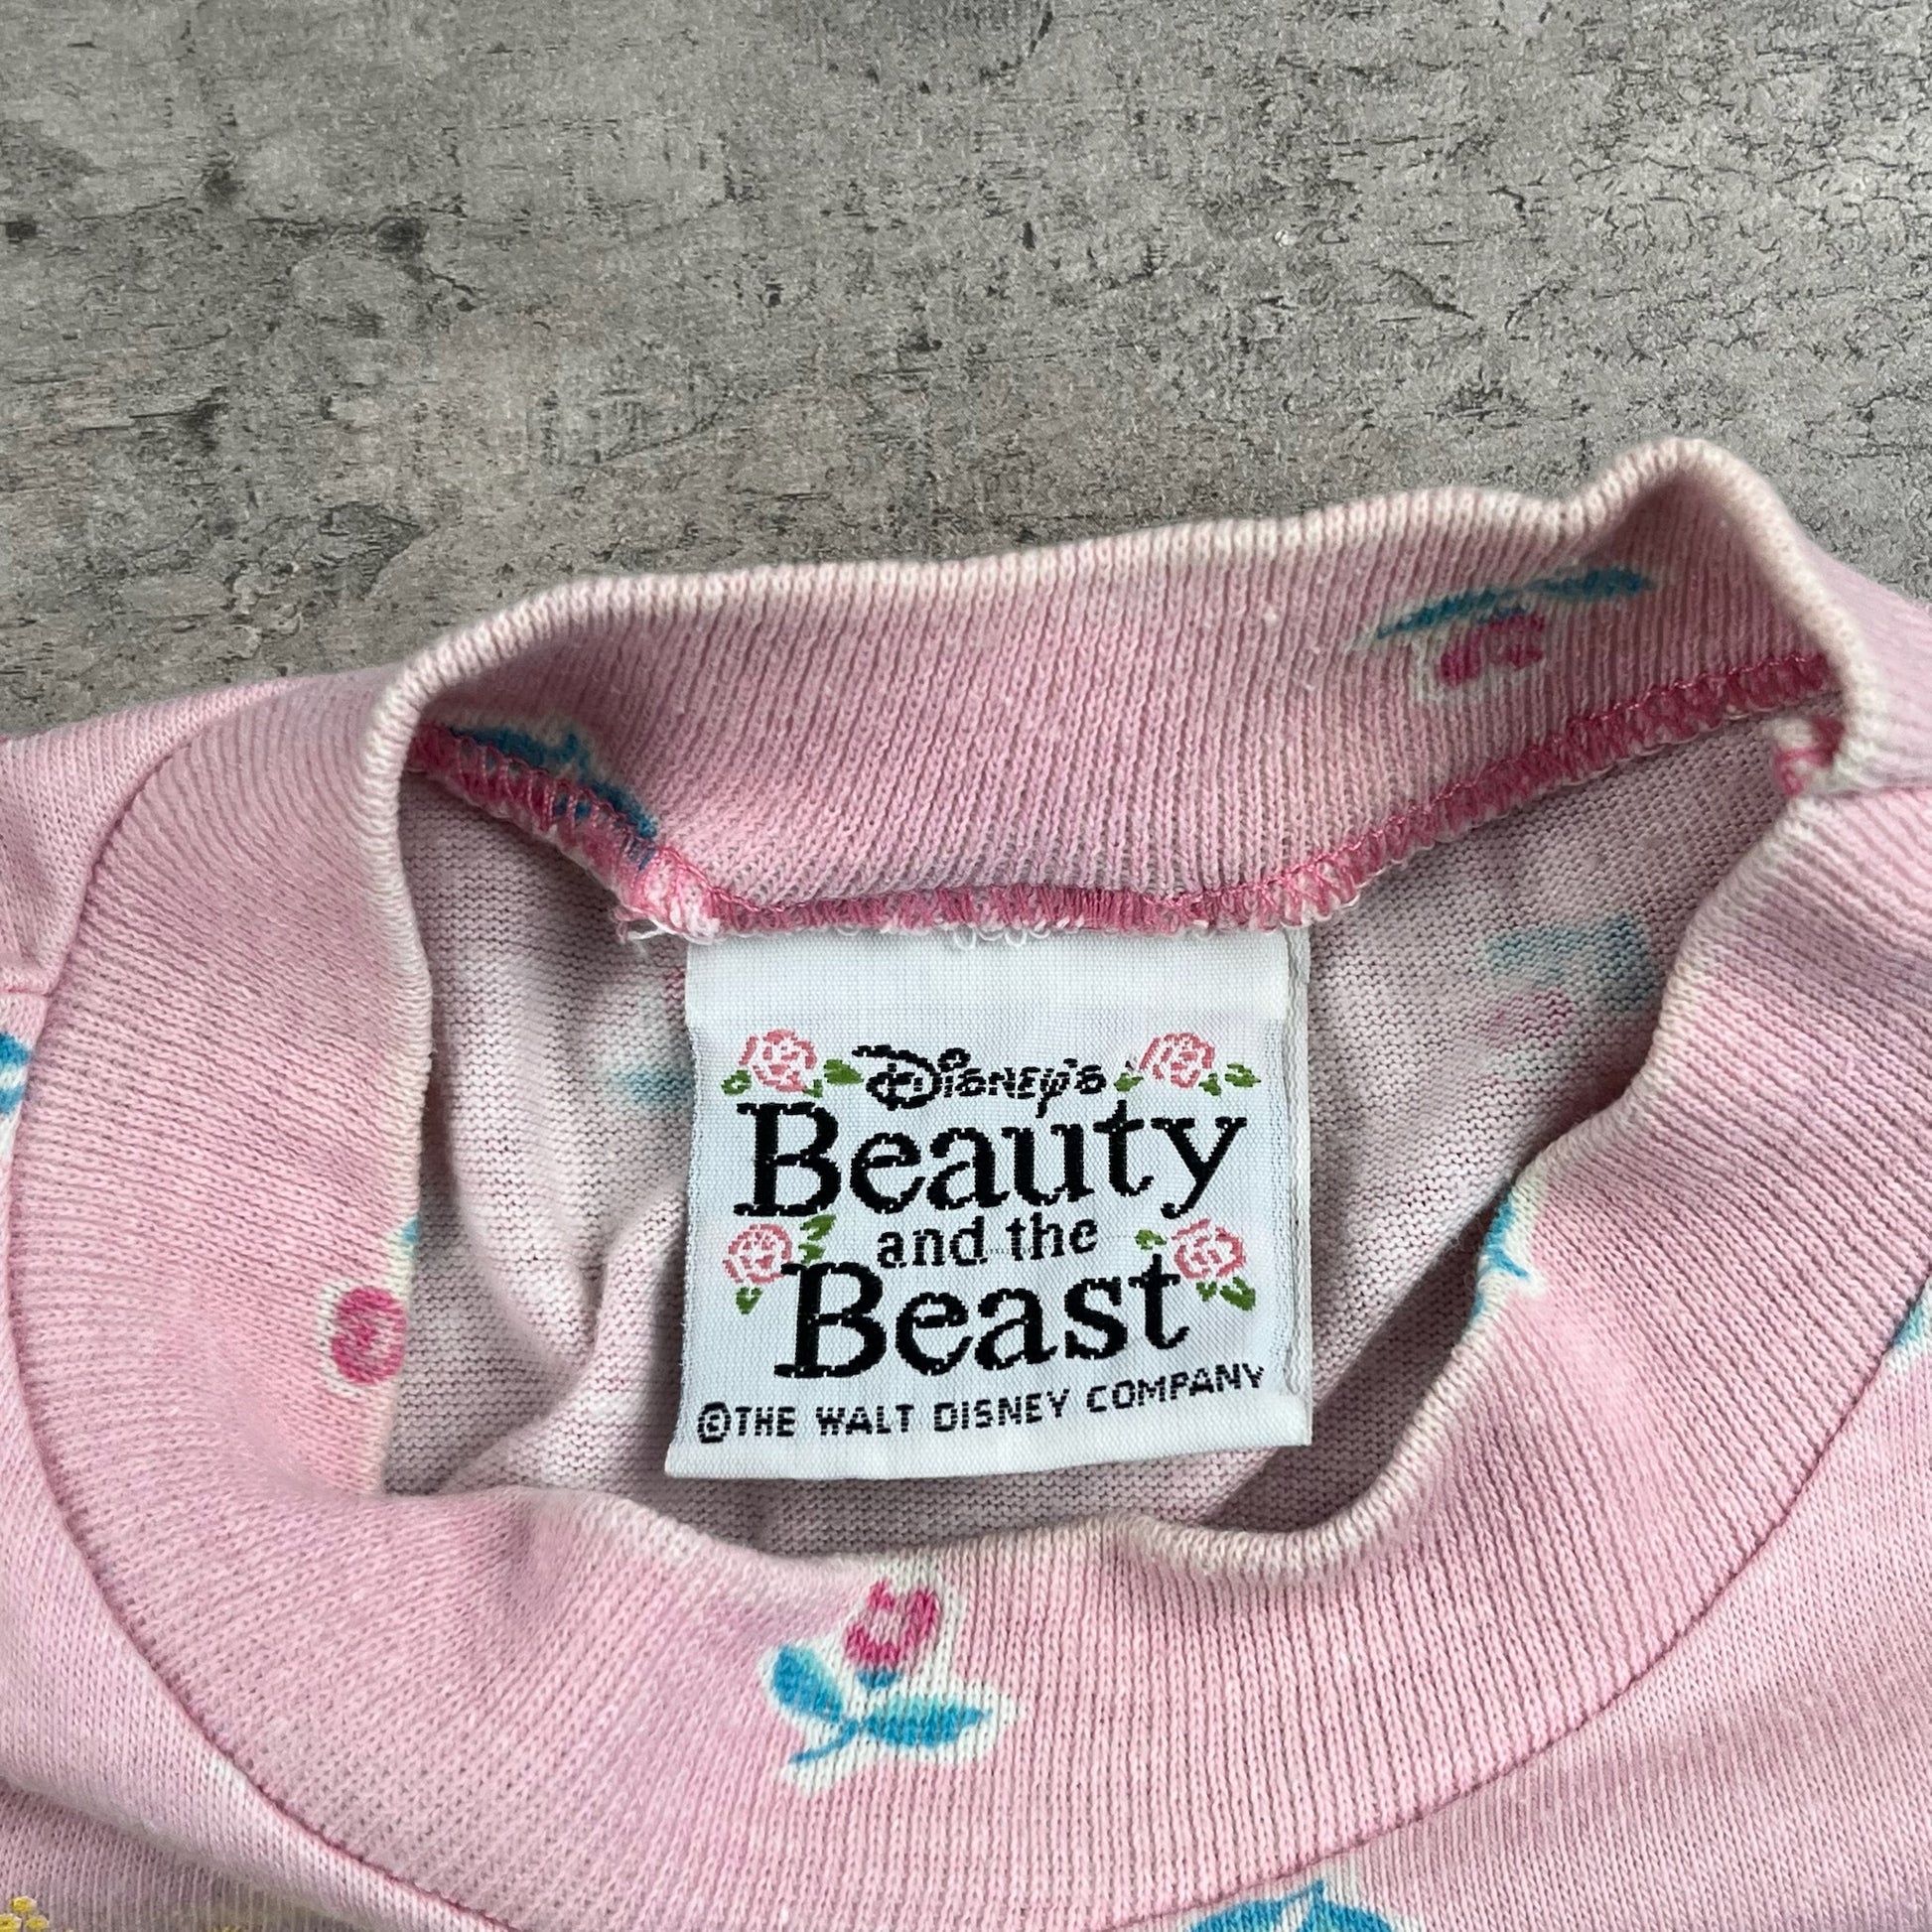 Disney's
Beauty
and the
Beast
©THE WALT DISNEY COMPANY